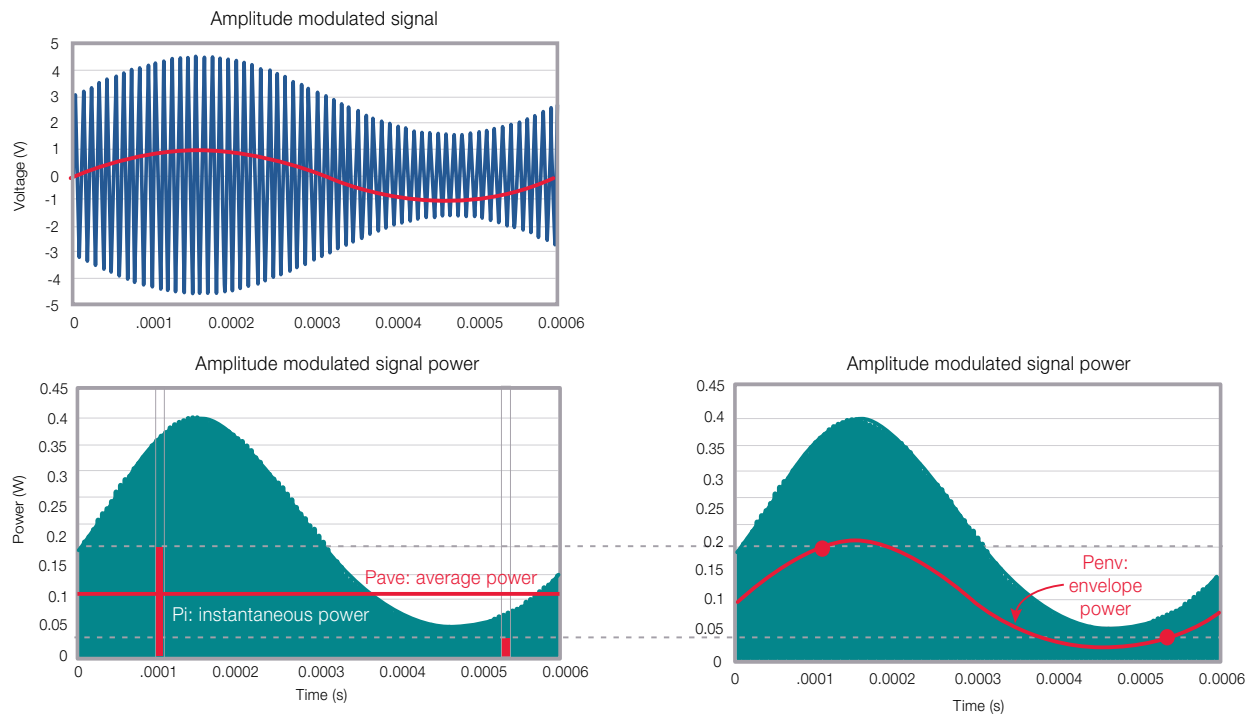 Amplitude modulated signal
5
4
3
2
1
0
-1
-2
-3
-4
-5
Voltage (V)
0 .0001 0.0002 0.0003 0.0004 0.0005 0.0006
Amplitude modulated signal power
0.45
0.4
0.35
0.3
0.25
0.2
0.15
0.1
0.05
0
Power (W)
Pave: average power
Pi: instantaneous power
0 .0001 0.0002 0.0003 0.0004 0.0005 0.0006
Time (s)
Amplitude modulated signal power
0.45
0.4
0.35
0.3
0.25
0.2
0.15
0.1
0.05
0
Penv:
envelope
power
0 .0001 0.0002 0.0003 0.0004 0.0005 0.0006
Time (s)